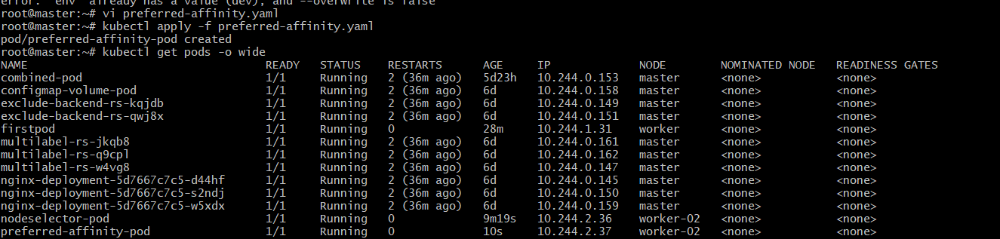 error: 'env' already has a value (dev), and --overwrite is false
root@master:~# vi preferred-affinity.yaml
root@master:~# kubectl apply -f preferred-affinity.yaml
pod/preferred-affinity-pod created
root@master:~# kubectl get pods -o wide
NAME READY STATUS RESTARTS AGE IP NODE NOMINATED NODE READINESS GATES
combined-pod 1/1 Running 2 (36m ago) 5d23h 10.244.0.153 master <none> <none>
configmap-volume-pod 1/1 Running 2 (36m ago) 6d 10.244.0.158 master <none> <none>
exclude-backend-rs-kqjdb 1/1 Running 2 (36m ago) 6d 10.244.0.149 master <none> <none>
exclude-backend-rs-qwj8x 1/1 Running 2 (36m ago) 6d 10.244.0.151 master <none> <none>
firstpod 1/1 Running 0 28m 10.244.1.31 worker <none> <none>
multilabel-rs-jkqb8 1/1 Running 2 (36m ago) 6d 10.244.0.161 master <none> <none>
multilabel-rs-q9cpl 1/1 Running 2 (36m ago) 6d 10.244.0.162 master <none> <none>
multilabel-rs-w4vg8 1/1 Running 2 (36m ago) 6d 10.244.0.147 master <none> <none>
nginx-deployment-5d7667c7c5-d44hf 1/1 Running 2 (36m ago) 6d 10.244.0.145 master <none> <none>
nginx-deployment-5d7667c7c5-s2ndj 1/1 Running 2 (36m ago) 6d 10.244.0.150 master <none> <none>
nginx-deployment-5d7667c7c5-w5xdx 1/1 Running 2 (36m ago) 6d 10.244.0.159 master <none> <none>
nodeselector-pod 1/1 Running 0 9m19s 10.244.2.36 worker-02 <none> <none>
preferred-affinity-pod 1/1 Running 0 10s 10.244.2.37 worker-02 <none> <none>